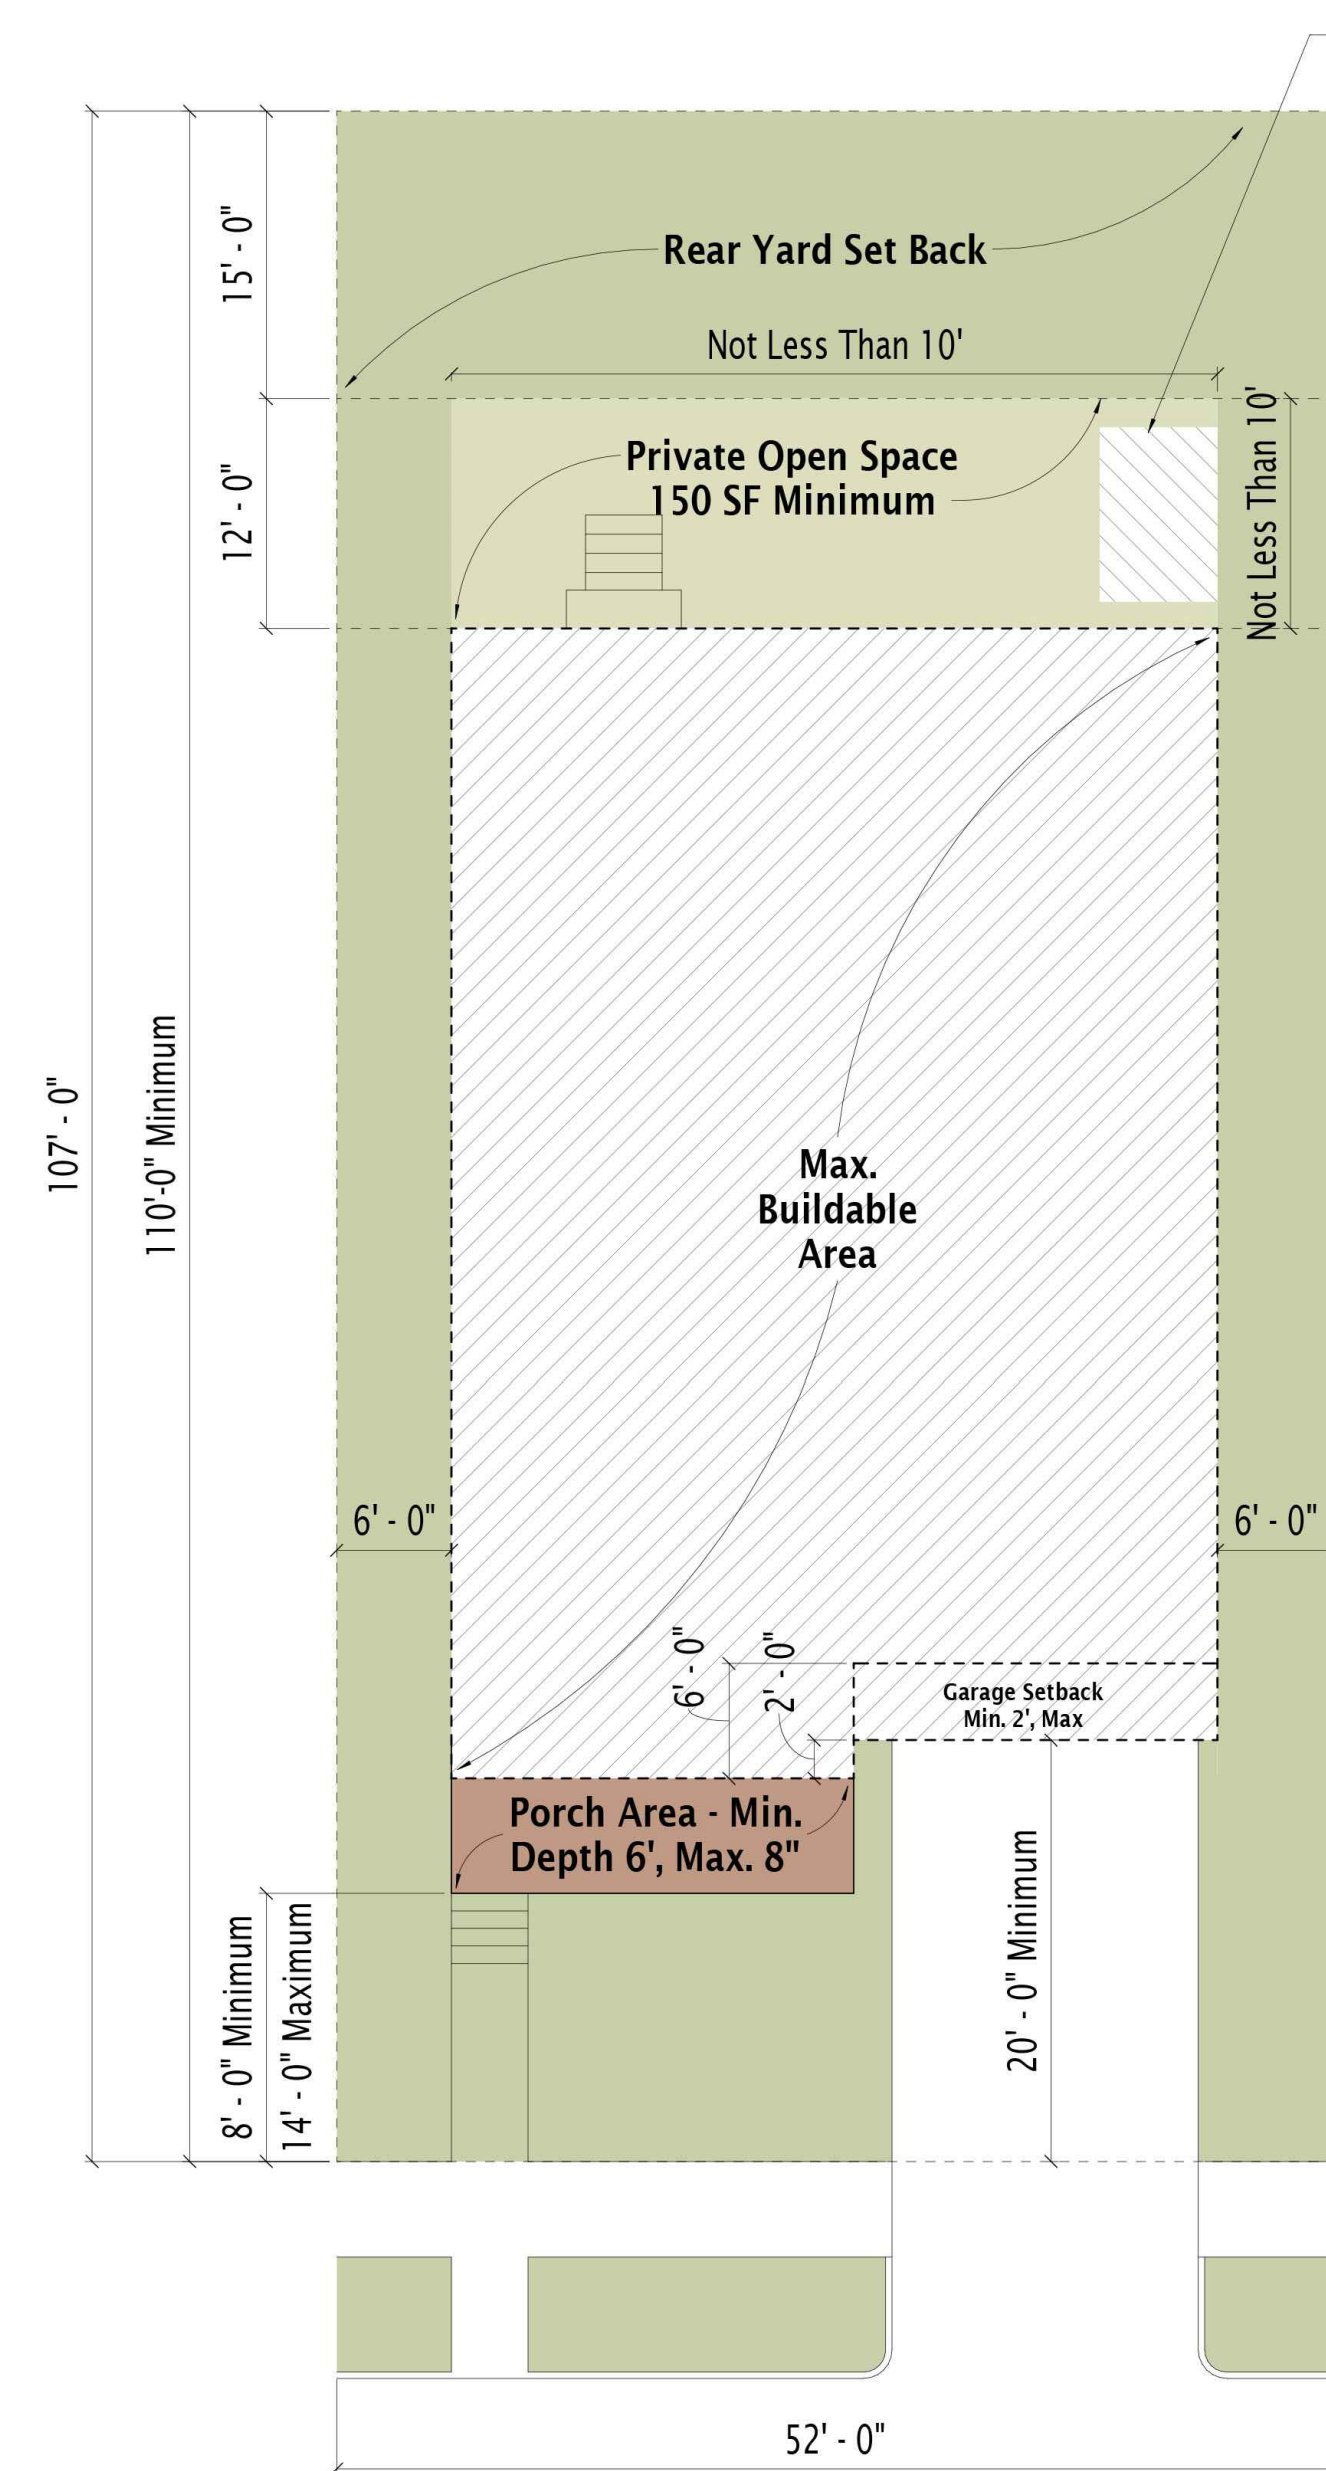 15' - 0"
Rear Yard Set Back
Not Less Than 10'
12' - 0"
Private Open Space
150 SF Minimum
Not Less Than 10'
107' - 0"
110'-0" Minimum
Max.
Buildable
Area
6' - 0"
6' - 0"
6' - 0"
2' - 0"
Garage Setback
Min. 2', Max
Porch Area - Min.
Depth 6', Max. 8"
8' - 0" Minimum
14' - 0" Maximum
20' - 0" Minimum
52' - 0"